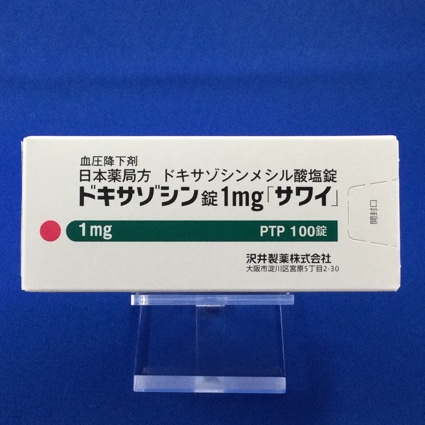 血圧降下剤
日本薬局方 ドキサゾシンメシル酸塩錠
ドキサゾシン錠1mg「サワイ」
1mg PTP 100錠
開封口
沢井製薬株式会社
大阪市淀川区宮原5丁目2-30